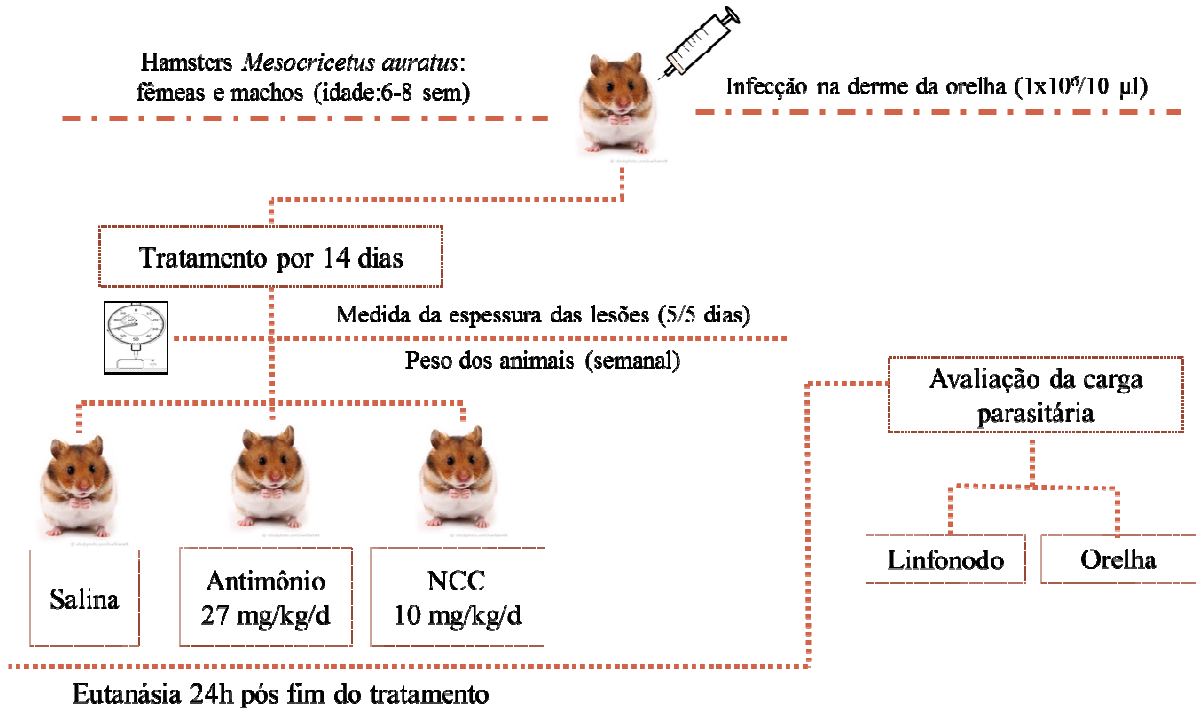 Hamsters Mesocricetus auratus:
fêmeas e machos (idade:6-8 sem)
Infecção na derme da orelha (1x10⁶/10 µl)
Tratamento por 14 dias
Medida da espessura das lesões (5/5 dias)
Peso dos animais (semanal)
Avaliação da carga
parasitária
Linfonodo
Orelha
Salina
Antimônio
27 mg/kg/d
NCC
10 mg/kg/d
Eutanásia 24h pós fim do tratamento